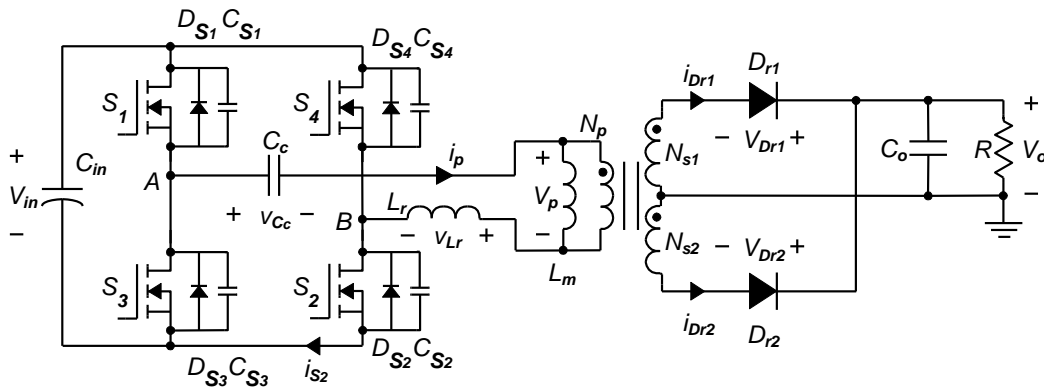 D_S1 C_S1
D_S4 C_S4
S_1
S_4
+
C_in
V_in
−
A
C_c
+ v_Cc −
i_p
B
L_r
− v_Lr +
N_p
+
V_p
−
L_m
S_3
S_2
D_S3 C_S3
i_S2
D_S2 C_S2
i_Dr1
D_r1
− V_Dr1 +
N_s1
N_s2
− V_Dr2 +
i_Dr2
D_r2
C_o
R
+
V_o
−